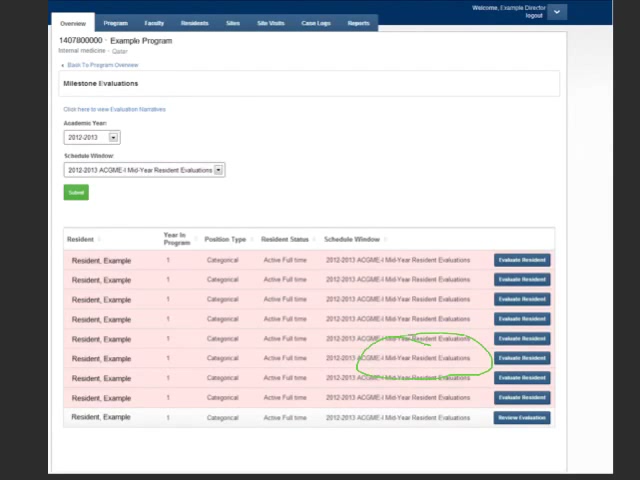 Welcome, Example Director
logout
Overview Program Faculty Residents Sites Site Visits Case Logs Reports
1407800000 - Example Program
Internal medicine - Qatar
Back To Program Overview
Milestone Evaluations
Click here to view Evaluation Narratives
Academic Year:
2012-2013
Schedule Window:
2012-2013 ACGME-I Mid-Year Resident Evaluations
Submit
Resident Year In Program Position Type Resident Status Schedule Window
Resident, Example 1 Categorical Active Full time 2012-2013 ACGME-I Mid-Year Resident Evaluations Evaluate Resident
Resident, Example 1 Categorical Active Full time 2012-2013 ACGME-I Mid-Year Resident Evaluations Evaluate Resident
Resident, Example 1 Categorical Active Full time 2012-2013 ACGME-I Mid-Year Resident Evaluations Evaluate Resident
Resident, Example 1 Categorical Active Full time 2012-2013 ACGME-I Mid-Year Resident Evaluations Evaluate Resident
Resident, Example 1 Categorical Active Full time 2012-2013 ACGME-I Mid-Year Resident Evaluations Evaluate Resident
Resident, Example 1 Categorical Active Full time 2012-2013 ACGME-I Mid-Year Resident Evaluations Evaluate Resident
Resident, Example 1 Categorical Active Full time 2012-2013 ACGME-I Mid-Year Resident Evaluations Evaluate Resident
Resident, Example 1 Categorical Active Full time 2012-2013 ACGME-I Mid-Year Resident Evaluations Evaluate Resident
Resident, Example 1 Categorical Active Full time 2012-2013 ACGME-I Mid-Year Resident Evaluations Review Evaluation